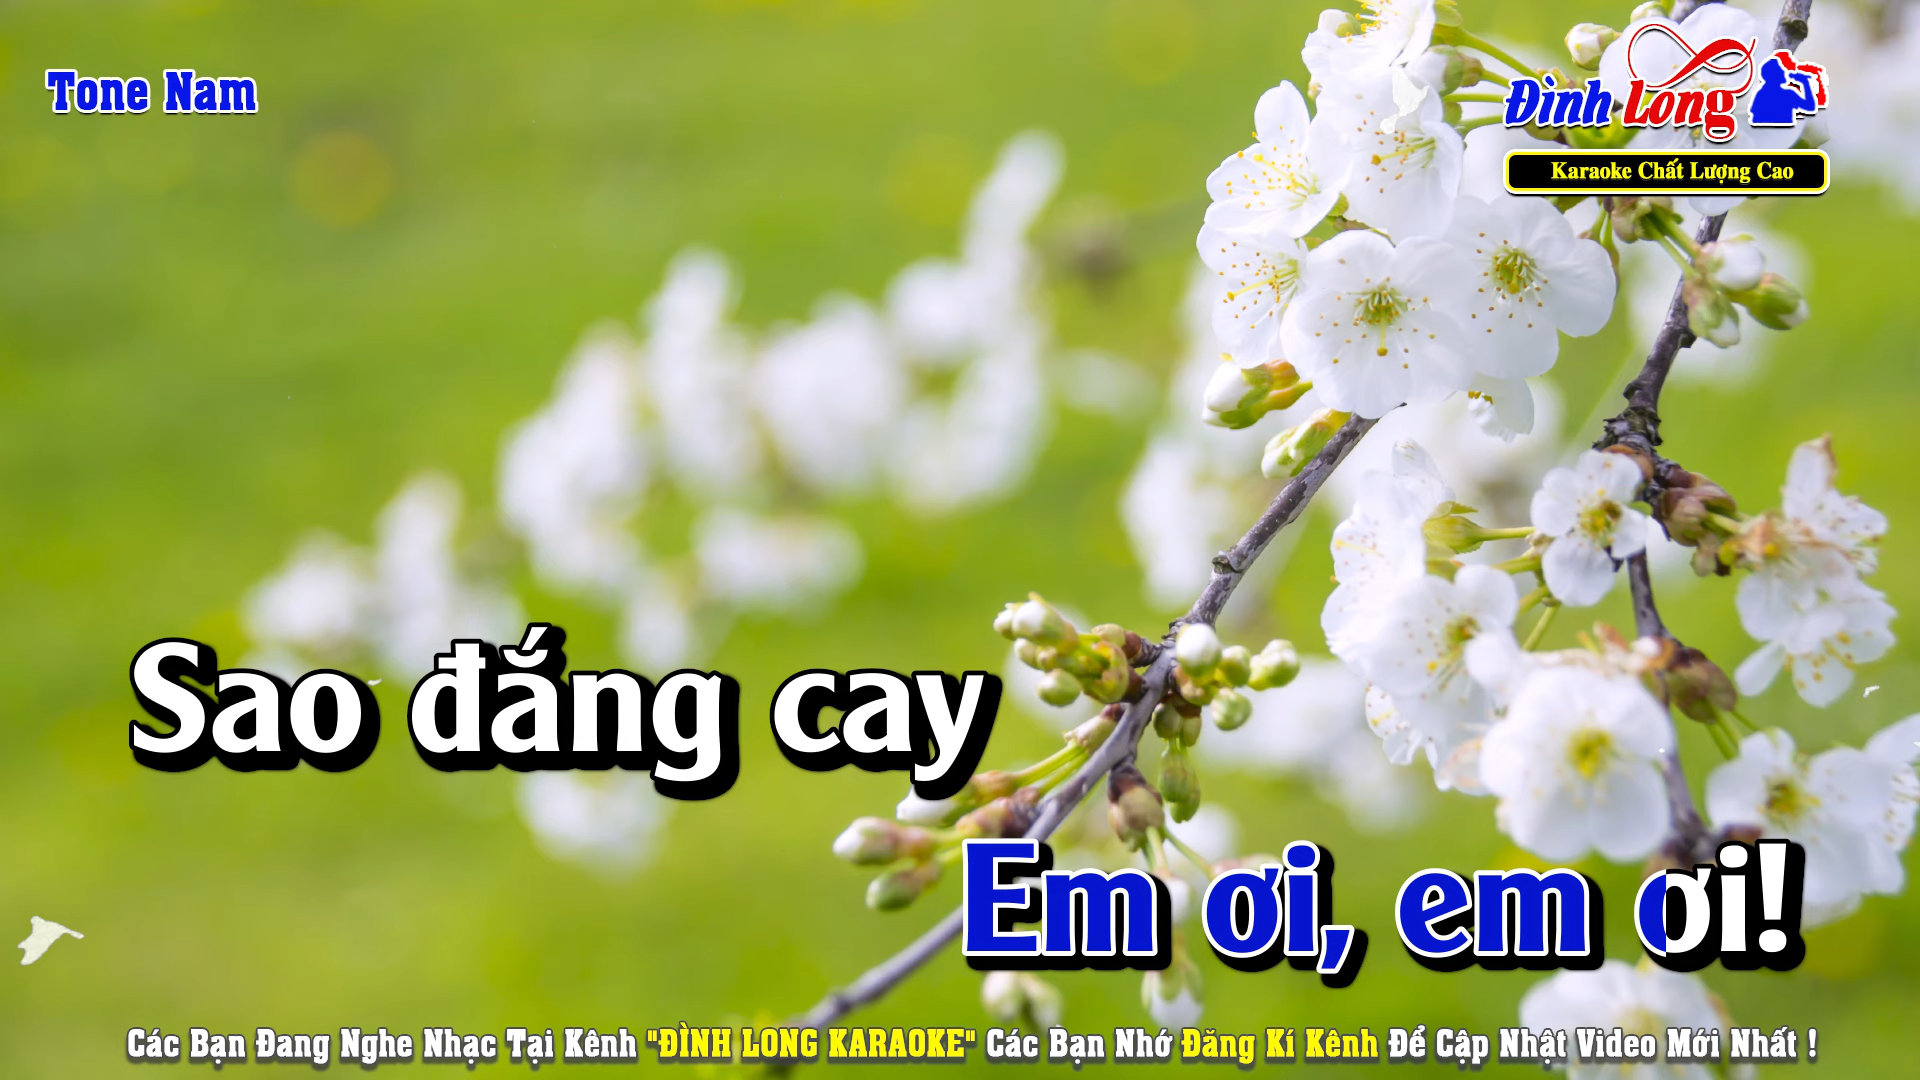 Tone Nam
Đình Long
Karaoke Chất Lượng Cao
Sao đắng cay
Em ơi, em ơi!
Các Bạn Đang Nghe Nhạc Tại Kênh "ĐÌNH LONG KARAOKE" Các Bạn Nhớ Đăng Kí Kênh Để Cập Nhật Video Mới Nhất !